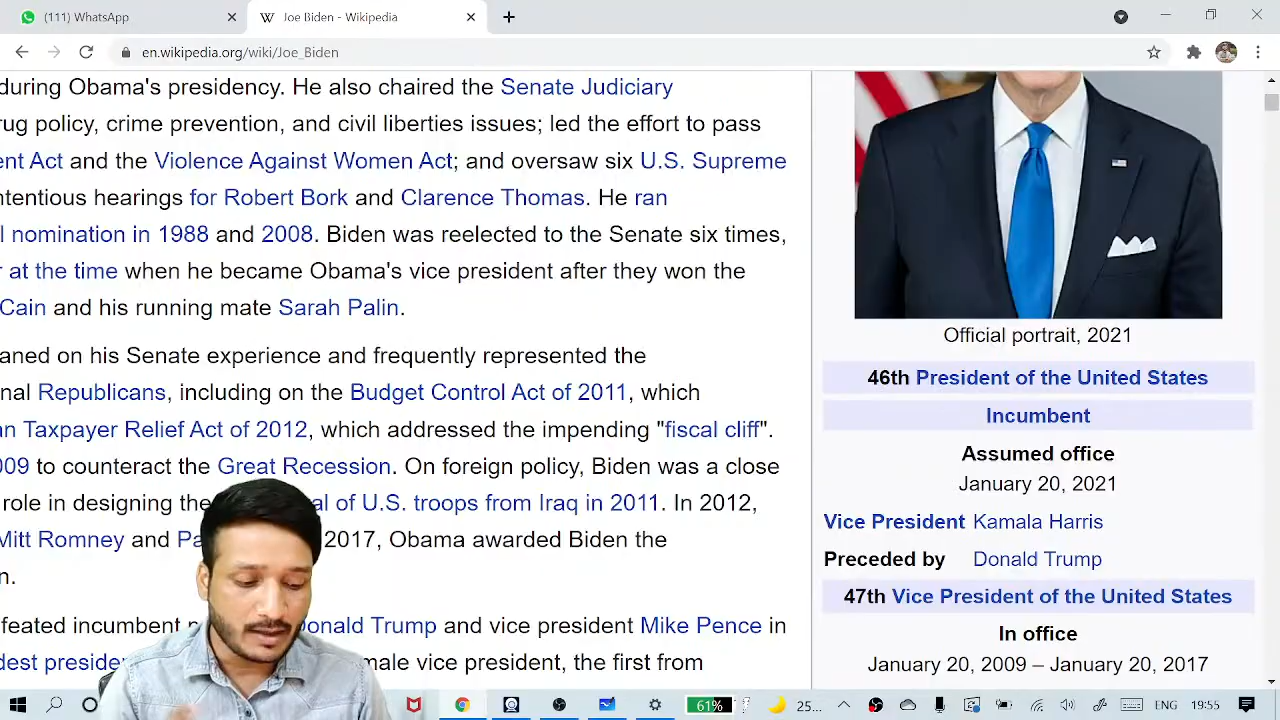 (111) WhatsApp
Joe Biden - Wikipedia
en.wikipedia.org/wiki/Joe_Biden
during Obama's presidency. He also chaired the Senate Judiciary
rug policy, crime prevention, and civil liberties issues; led the effort to pass
ent Act and the Violence Against Women Act; and oversaw six U.S. Supreme
ntentious hearings for Robert Bork and Clarence Thomas. He ran
l nomination in 1988 and 2008. Biden was reelected to the Senate six times,
r at the time when he became Obama's vice president after they won the
Cain and his running mate Sarah Palin.
aned on his Senate experience and frequently represented the
nal Republicans, including on the Budget Control Act of 2011, which
an Taxpayer Relief Act of 2012, which addressed the impending "fiscal cliff".
009 to counteract the Great Recession. On foreign policy, Biden was a close
role in designing the al of U.S. troops from Iraq in 2011. In 2012,
Mitt Romney and Pa 2017, Obama awarded Biden the
n.
feated incumbent Donald Trump and vice president Mike Pence in
dest preside male vice president, the first from
Official portrait, 2021
46th President of the United States
Incumbent
Assumed office
January 20, 2021
Vice President Kamala Harris
Preceded by Donald Trump
47th Vice President of the United States
In office
January 20, 2009 – January 20, 2017
61%
25...
ENG
19:55